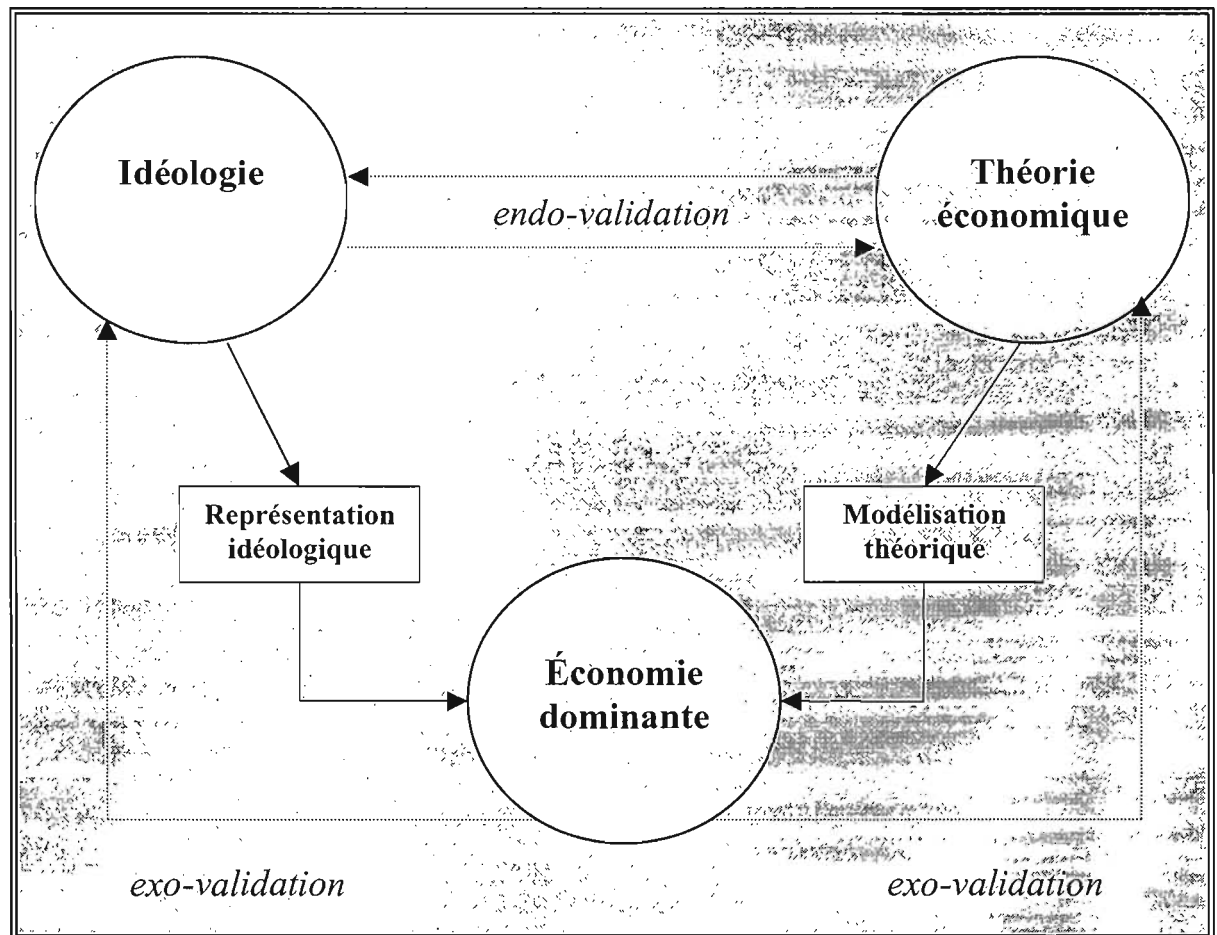 Idéologie
Théorie
économique
endo-validation
Représentation
idéologique
Modélisation
théorique
Économie
dominante
exo-validation
exo-validation